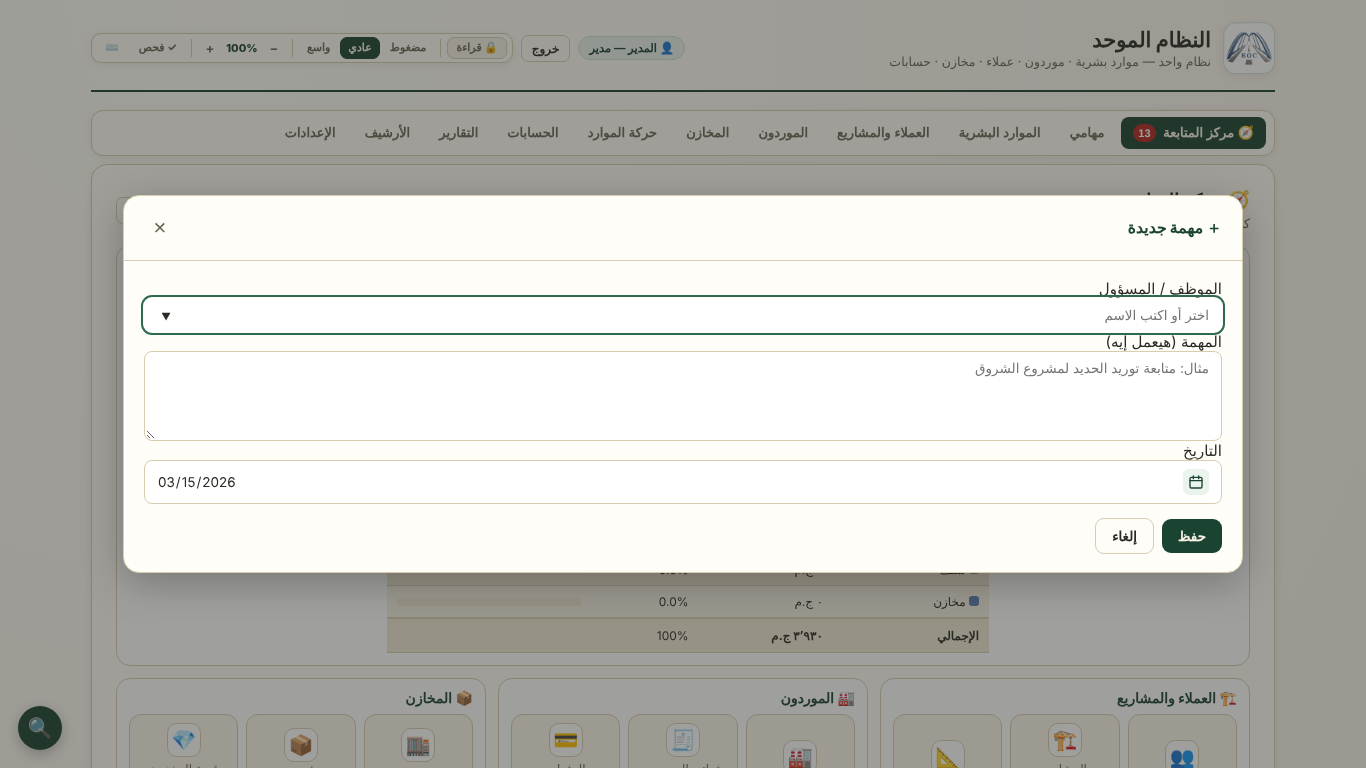 النظام الموحد
نظام واحد — موارد بشرية · موردون · عملاء · مخازن · حسابات
المدير — مدير
خروج
قراءة
مضغوط
عادي
واسع
− 100% +
✓ فحص
مركز المتابعة 13
مهامي
الموارد البشرية
العملاء والمشاريع
الموردون
المخازن
حركة الموارد
الحسابات
التقارير
الأرشيف
الإعدادات
+ مهمة جديدة
×
الموظف / المسؤول
اختر أو اكتب الاسم
المهمة (هيعمل إيه)
مثال: متابعة توريد الحديد لمشروع الشروق
التاريخ
03/15/2026
حفظ
إلغاء
مخازن ٠ ج.م 0.0%
الإجمالي ٣٬٩٣٠ ج.م 100%
العملاء والمشاريع
الموردون
المخازن